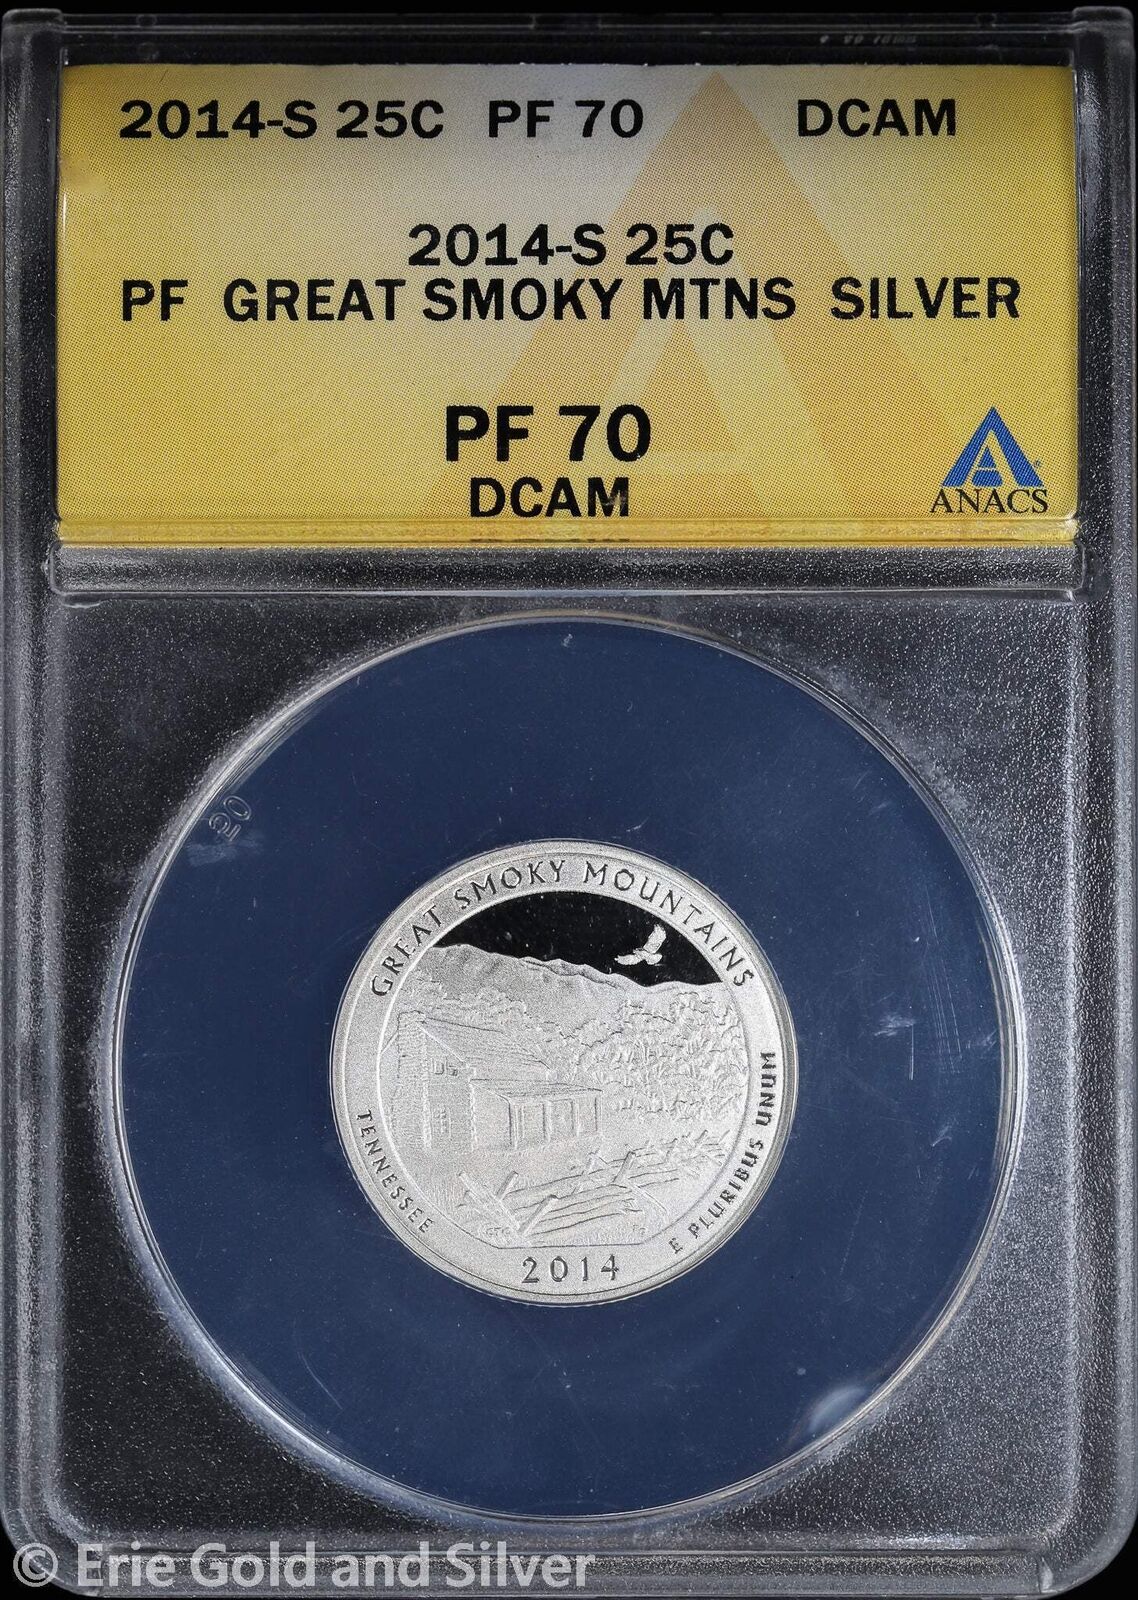 2014-S 25C PF 70 DCAM
2014-S 25C
PF GREAT SMOKY MTNS SILVER
PF 70
DCAM
ANACS
GREAT SMOKY MOUNTAINS
TENNESSEE
E PLURIBUS UNUM
2014
© Erie Gold and Silver